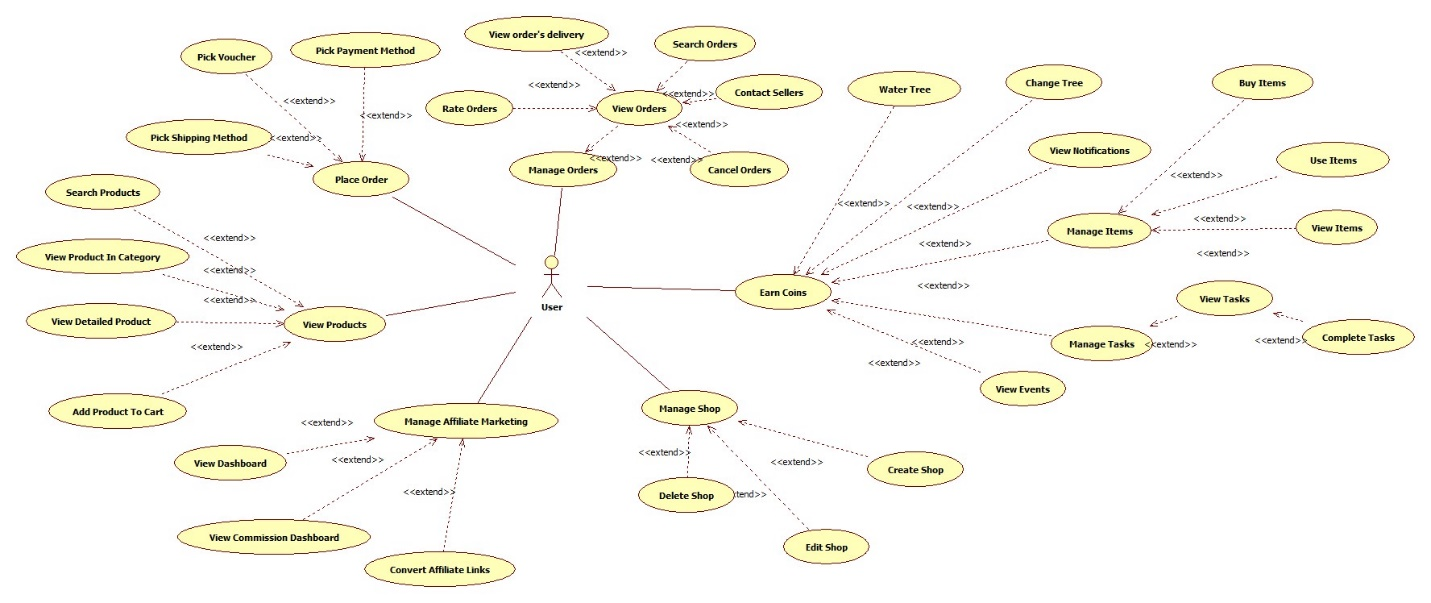 View order's delivery
Search Orders
Pick Payment Method
Pick Voucher
<<extend>>
<<extend>>
<<extend>>
Contact Sellers
Water Tree
Change Tree
Buy Items
<<extend>>
<<extend>>
Rate Orders
View Orders
<<extend>>
<<extend>>
Pick Shipping Method
<<extend>>
View Notifications
Use Items
<<extend>>
<<extend>>
Manage Orders
Cancel Orders
Place Order
<<extend>>
Search Products
<<extend>>
<<extend>>
<<extend>>
View Items
Manage Items
<<extend>>
<<extend>>
<<extend>>
View Product In Category
<<extend>>
<<extend>>
Earn Coins
<<extend>>
View Tasks
User
View Detailed Product
View Products
Complete Tasks
<<extend>>
Manage Tasks
<<extend>>
<<extend>>
<<extend>>
<<extend>>
View Events
Add Product To Cart
Manage Shop
Manage Affiliate Marketing
<<extend>>
<<extend>>
View Dashboard
<<extend>>
<<extend>>
Create Shop
<<extend>>
Delete Shop
tend>>
View Commission Dashboard
Edit Shop
Convert Affiliate Links